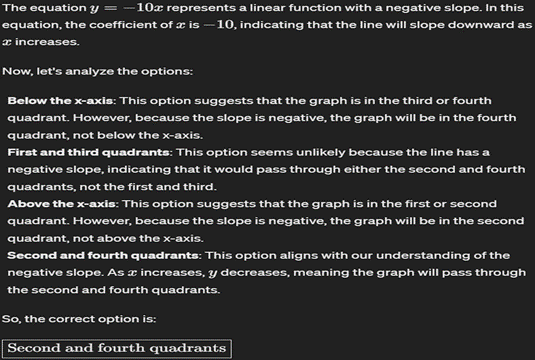 The equation y = −10x represents a linear function with a negative slope. In this
equation, the coefficient of x is −10, indicating that the line will slope downward as
x increases.
Now, let's analyze the options:
Below the x-axis: This option suggests that the graph is in the third or fourth
quadrant. However, because the slope is negative, the graph will be in the fourth
quadrant, not below the x-axis.
First and third quadrants: This option seems unlikely because the line has a
negative slope, indicating that it would pass through either the second and fourth
quadrants, not the first and third.
Above the x-axis: This option suggests that the graph is in the first or second
quadrant. However, because the slope is negative, the graph will be in the second
quadrant, not above the x-axis.
Second and fourth quadrants: This option aligns with our understanding of the
negative slope. As x increases, y decreases, meaning the graph will pass through
the second and fourth quadrants.
So, the correct option is:
Second and fourth quadrants